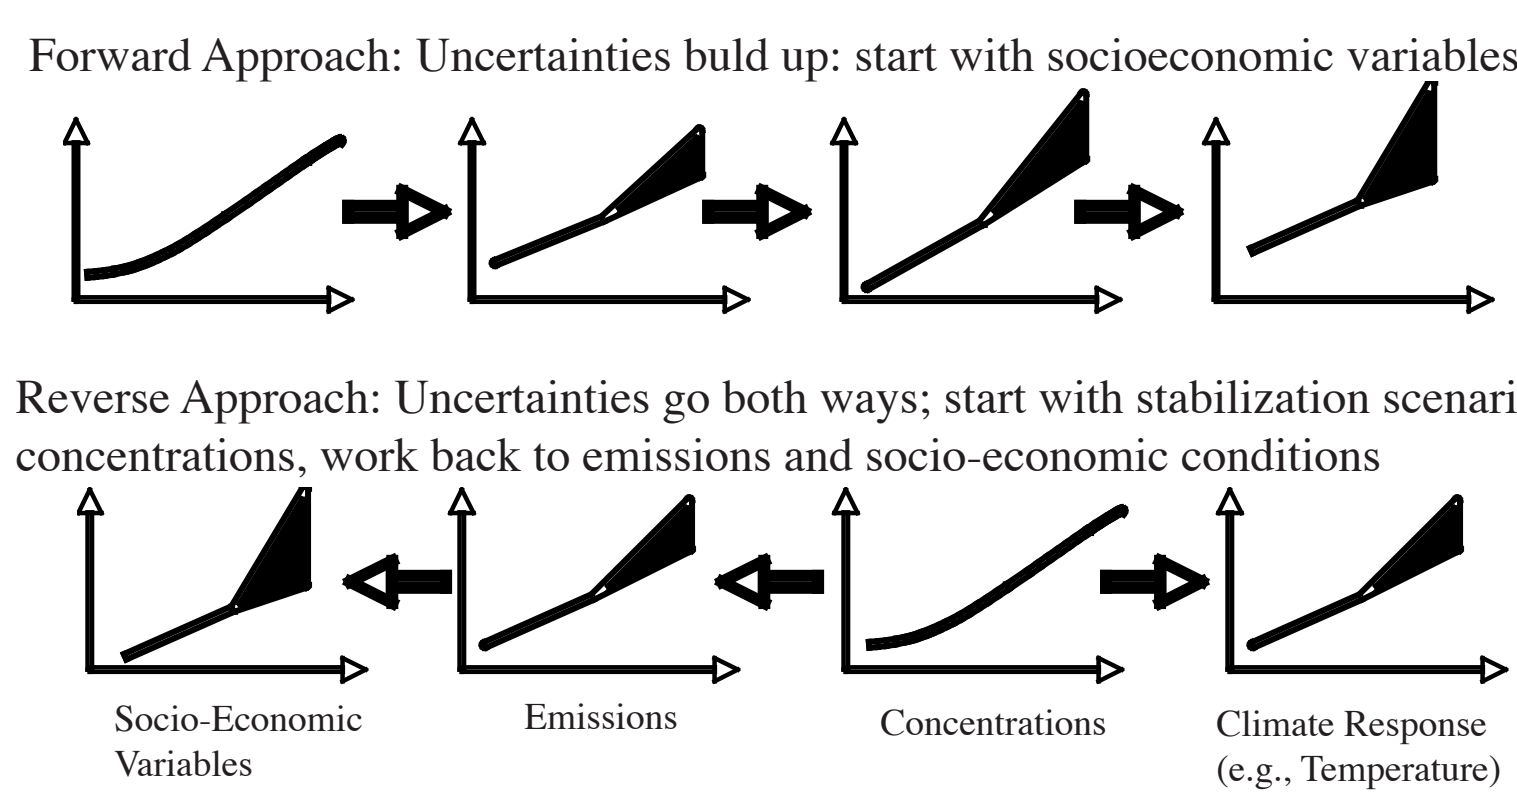 Forward Approach: Uncertainties build up: start with socioeconomic variables
Reverse Approach: Uncertainties go both ways; start with stabilization scenari
concentrations, work back to emissions and socio-economic conditions
Socio-Economic
Variables
Emissions
Concentrations
Climate Response
(e.g., Temperature)